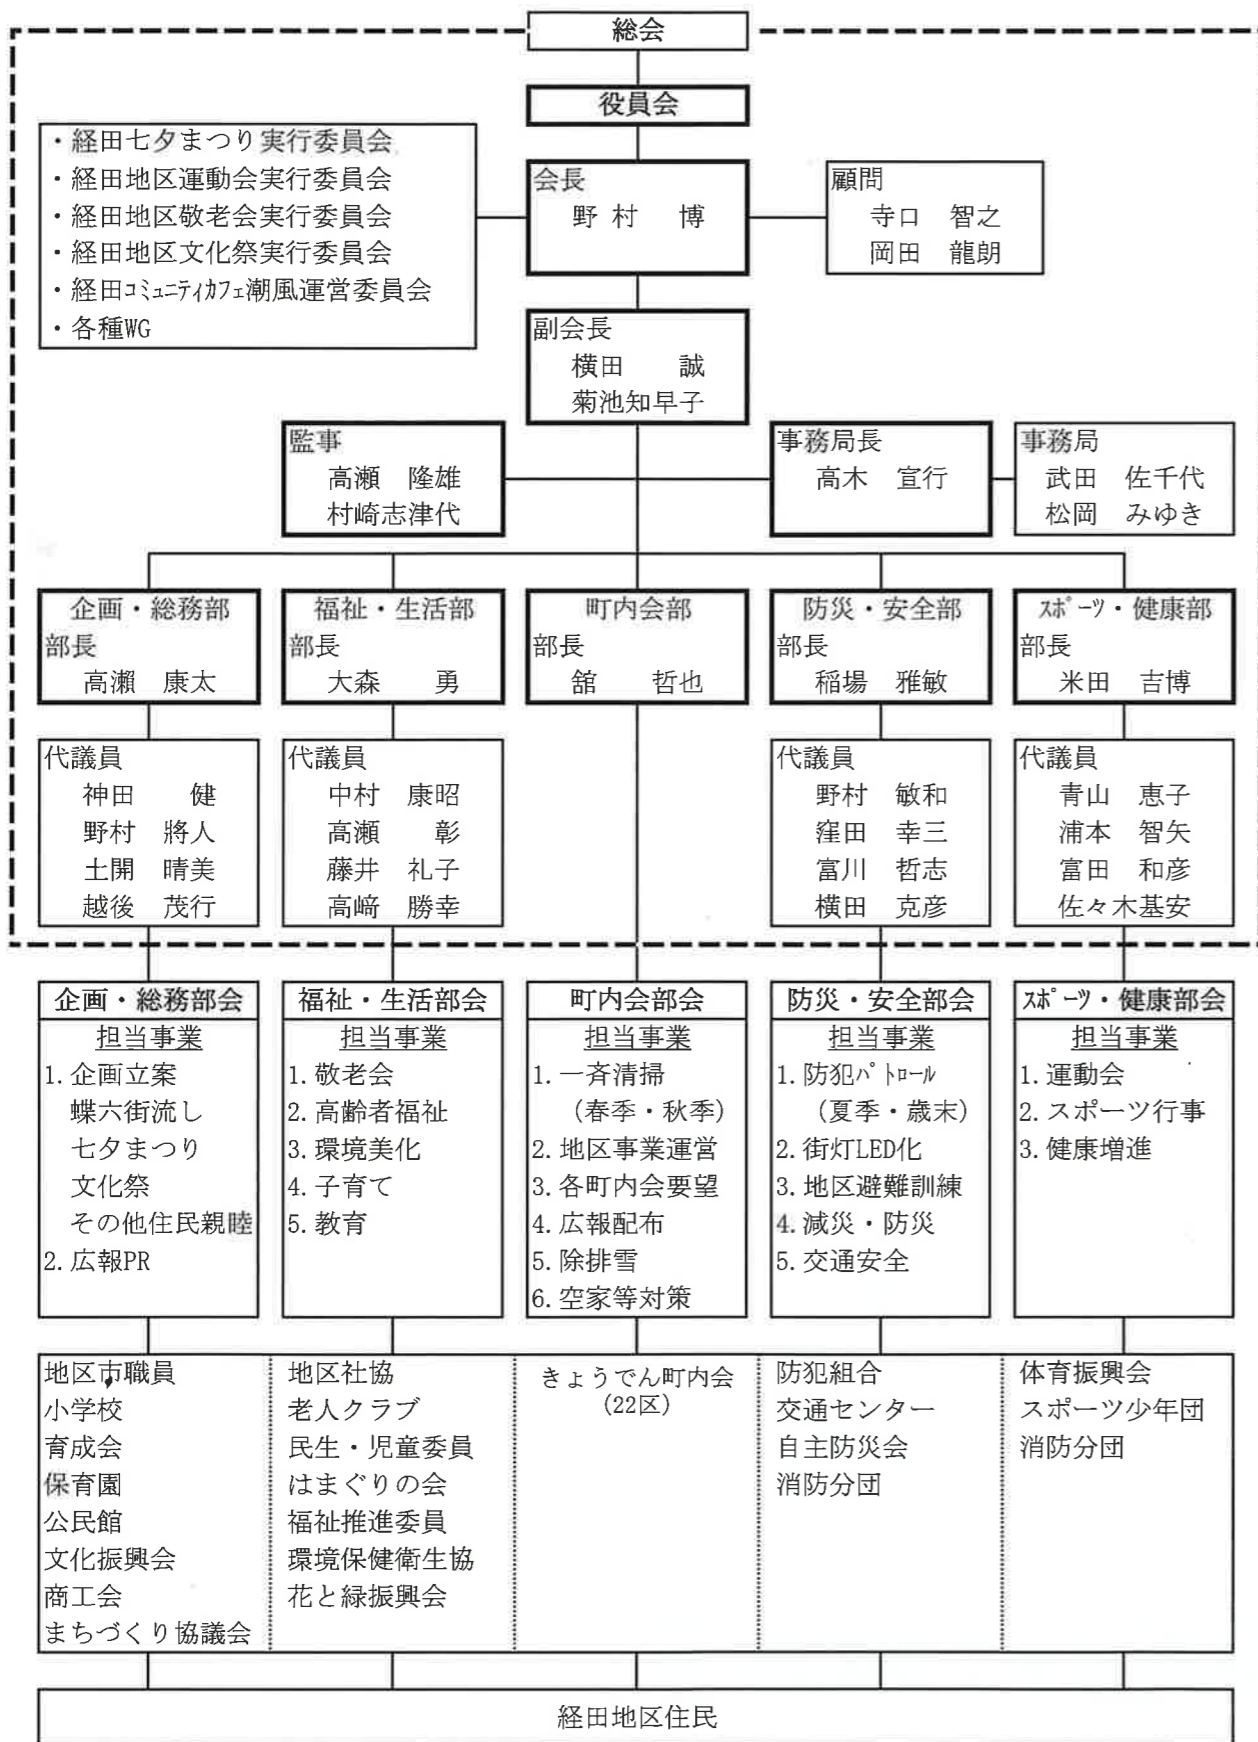 総会
役員会
・経田七夕まつり実行委員会
・経田地区運動会実行委員会
・経田地区敬老会実行委員会
・経田地区文化祭実行委員会
・経田ｺﾐｭﾆﾃｨｶﾌｪ潮風運営委員会
・各種WG
会長
野村　博
顧問
寺口　智之
岡田　龍朗
副会長
横田　誠
菊池知早子
監事
高瀬　隆雄
村崎志津代
事務局長
高木　宣行
事務局
武田　佐千代
松岡　みゆき
企画・総務部
部長
高瀨　康太
福祉・生活部
部長
大森　勇
町内会部
部長
舘　哲也
防災・安全部
部長
稲場　雅敏
ｽﾎﾟｰﾂ・健康部
部長
米田　吉博
代議員
神田　健
野村　將人
土開　晴美
越後　茂行
代議員
中村　康昭
高瀬　彰
藤井　礼子
高﨑　勝幸
代議員
野村　敏和
窪田　幸三
富川　哲志
横田　克彦
代議員
青山　恵子
浦本　智矢
富田　和彦
佐々木基安
企画・総務部会
担当事業
1.企画立案
蝶六街流し
七夕まつり
文化祭
その他住民親睦
2.広報PR
福祉・生活部会
担当事業
1.敬老会
2.高齢者福祉
3.環境美化
4.子育て
5.教育
町内会部会
担当事業
1.一斉清掃
（春季・秋季）
2.地区事業運営
3.各町内会要望
4.広報配布
5.除排雪
6.空家等対策
防災・安全部会
担当事業
1.防犯ﾊﾟﾄﾛｰﾙ
（夏季・歳末）
2.街灯LED化
3.地区避難訓練
4.減災・防災
5.交通安全
ｽﾎﾟｰﾂ・健康部会
担当事業
1.運動会
2.スポーツ行事
3.健康増進
地区市職員
小学校
育成会
保育園
公民館
文化振興会
商工会
まちづくり協議会
地区社協
老人クラブ
民生・児童委員
はまぐりの会
福祉推進委員
環境保健衛生協
花と緑振興会
きょうでん町内会
(22区)
防犯組合
交通センター
自主防災会
消防分団
体育振興会
スポーツ少年団
消防分団
経田地区住民